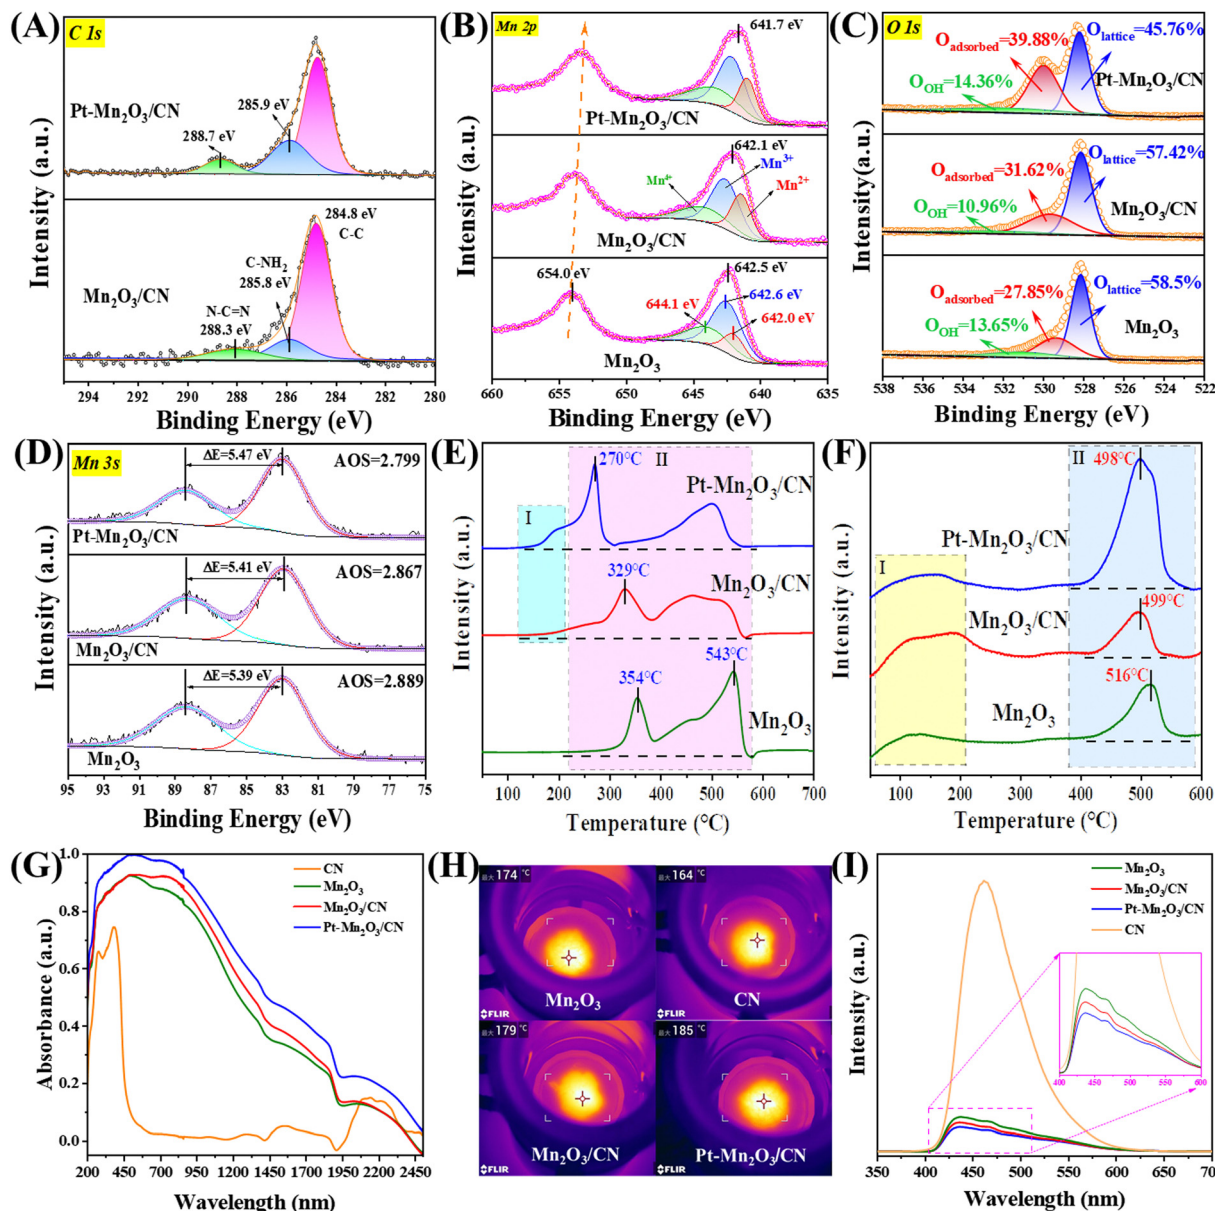 (A)
C 1s
Pt-Mn2O3/CN
285.9 eV
288.7 eV
284.8 eV
C-C
C-NH2
285.8 eV
N-C=N
288.3 eV
Mn2O3/CN
Intensity (a.u.)
294 292 290 288 286 284 282 280
Binding Energy (eV)
(B)
Mn 2p
641.7 eV
Pt-Mn2O3/CN
642.1 eV
Mn3+
Mn4+
Mn2+
Mn2O3/CN
654.0 eV
642.5 eV
644.1 eV
642.6 eV
642.0 eV
Mn2O3
Intensity (a.u.)
660 655 650 645 640 635
Binding Energy (eV)
(C)
O 1s
Olattice=45.76%
Oadsorbed=39.88%
OOH=14.36%
Pt-Mn2O3/CN
Olattice=57.42%
Oadsorbed=31.62%
OOH=10.96%
Mn2O3/CN
Olattice=58.5%
Oadsorbed=27.85%
OOH=13.65%
Mn2O3
Intensity(a.u.)
538 536 534 532 530 528 526 524 522
Binding Energy (eV)
(D)
Mn 3s
ΔE=5.47 eV
AOS=2.799
Pt-Mn2O3/CN
ΔE=5.41 eV
AOS=2.867
Mn2O3/CN
ΔE=5.39 eV
AOS=2.889
Mn2O3
Intensity (a.u.)
95 93 91 89 87 85 83 81 79 77 75
Binding Energy (eV)
(E)
270°C
II
Pt-Mn2O3/CN
I
329°C
Mn2O3/CN
543°C
354°C
Mn2O3
Intensity (a.u.)
100 200 300 400 500 600 700
Temperature (°C)
(F)
II
498°C
Pt-Mn2O3/CN
I
Mn2O3/CN
499°C
516°C
Mn2O3
Intensity (a.u.)
100 200 300 400 500 600
Temperature (°C)
(G)
CN
Mn2O3
Mn2O3/CN
Pt-Mn2O3/CN
Absorbance (a.u.)
1.0
0.8
0.6
0.4
0.2
0.0
200 450 700 950 1200 1450 1700 1950 2200 2450
Wavelength (nm)
(H)
最大 174 °C
Mn2O3
FLIR
最大 164 °C
CN
FLIR
最大 179 °C
Mn2O3/CN
FLIR
最大 185 °C
Pt-Mn2O3/CN
FLIR
(I)
Mn2O3
Mn2O3/CN
Pt-Mn2O3/CN
CN
400 450 500 550 600
Intensity (a.u.)
350 400 450 500 550 600 650 70
Wavelength (nm)